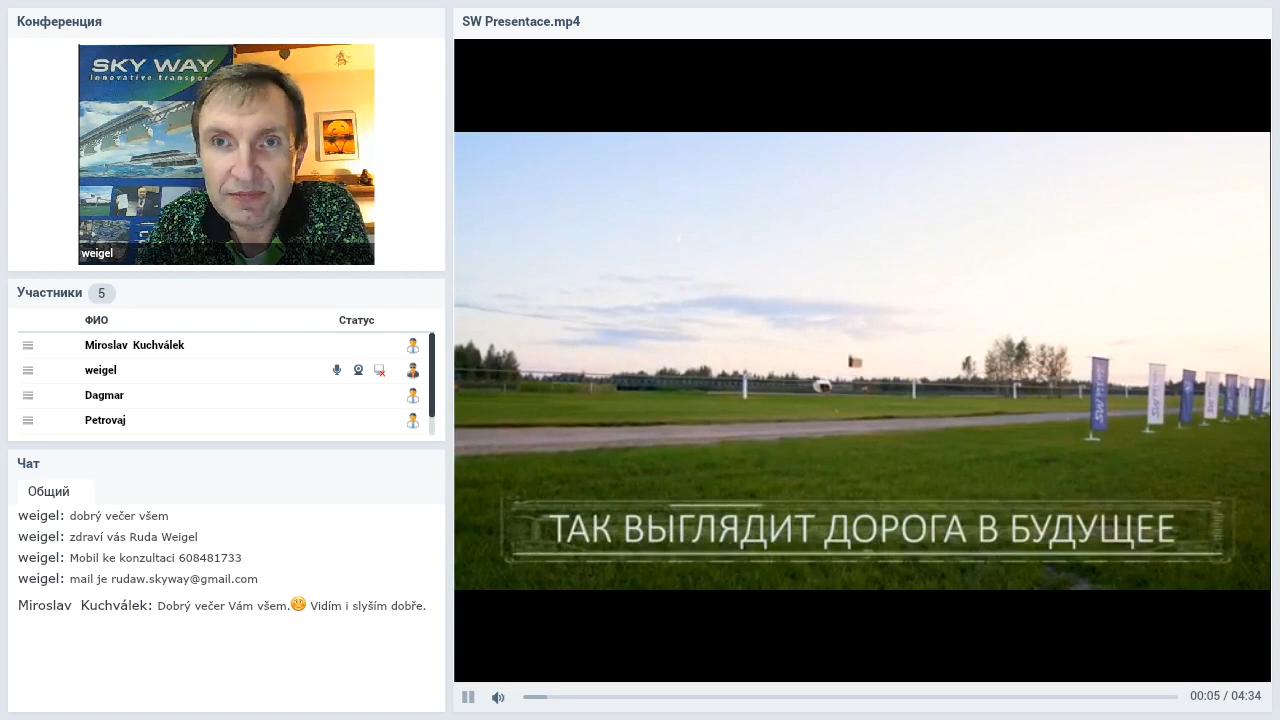 Конференция
SKY WAY
weigel
Участники 5
ФИО Статус
Miroslav Kuchválek
weigel
Dagmar
Petrovaj
Чат
Общий
weigel: dobrý večer všem
weigel: zdraví vás Ruda Weigel
weigel: Mobil ke konzultaci 608481733
weigel: mail je rudaw.skyway@gmail.com
Miroslav Kuchválek: Dobrý večer Vám všem. Vidím i slyším dobře.
SW Presentace.mp4
SW
ТАК ВЫГЛЯДИТ ДОРОГА В БУДУЩЕЕ
00:05 / 04:34